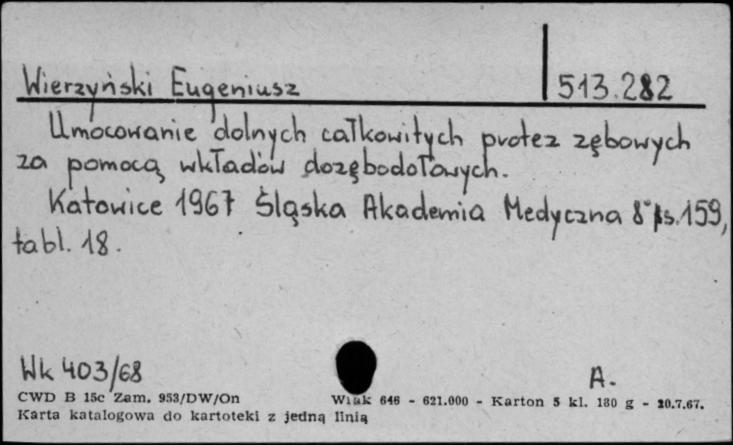 Wierzyński Eugeniusz 513.282
Umocowanie dolnych całkowitych protez zębowych
za pomocą wkładów dozębodołowych.
Katowice 1967 Śląska Akademia Medyczna 8° s. 159,
tabl. 18.
Wk 403/68 A.
CWD B 15c Zam. 953/DW/On Wiak 646 - 621.000 - Karton 5 kl. 180 g - 20.7.67.
Karta katalogowa do kartoteki z jedną linią